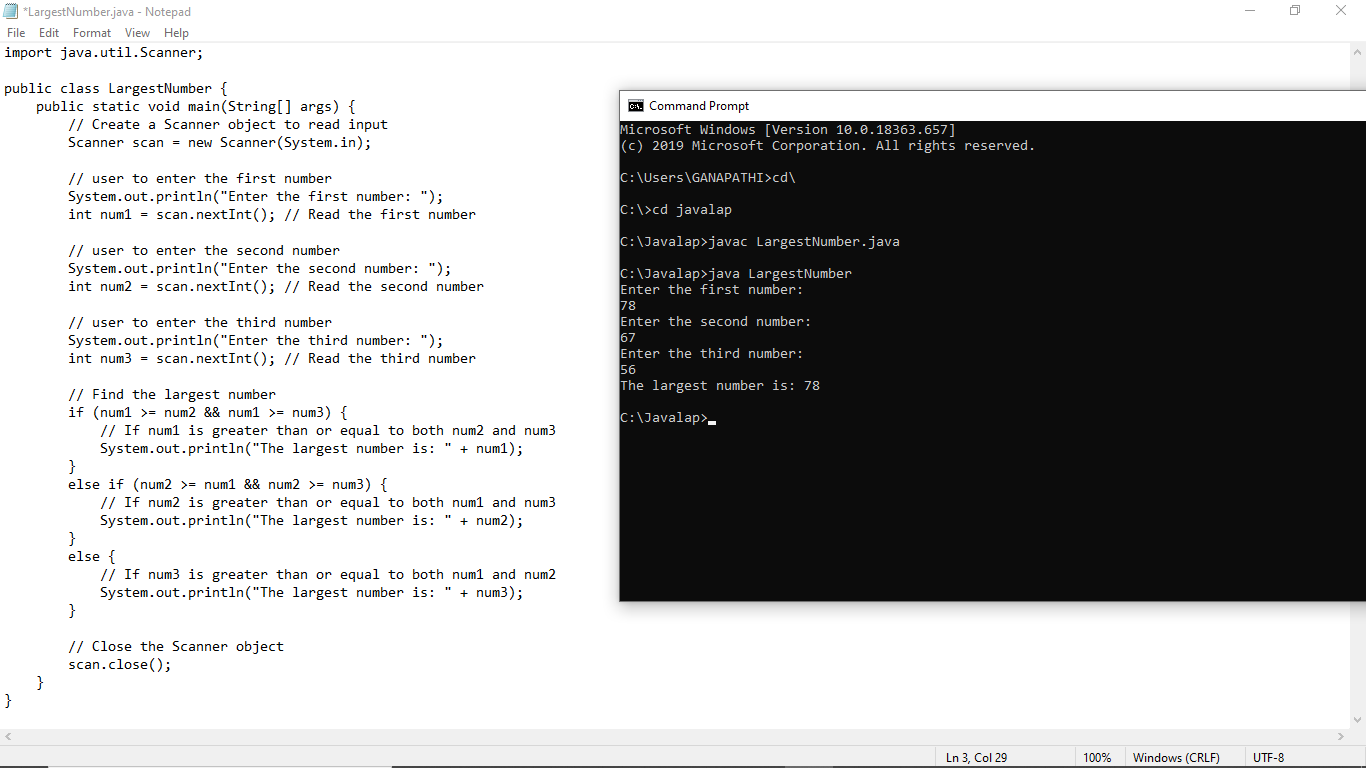 *LargestNumber.java - Notepad
File Edit Format View Help
import java.util.Scanner;
public class LargestNumber {
    public static void main(String[] args) {
        // Create a Scanner object to read input
        Scanner scan = new Scanner(System.in);
        // user to enter the first number
        System.out.println("Enter the first number: ");
        int num1 = scan.nextInt(); // Read the first number
        // user to enter the second number
        System.out.println("Enter the second number: ");
        int num2 = scan.nextInt(); // Read the second number
        // user to enter the third number
        System.out.println("Enter the third number: ");
        int num3 = scan.nextInt(); // Read the third number
        // Find the largest number
        if (num1 >= num2 && num1 >= num3) {
            // If num1 is greater than or equal to both num2 and num3
            System.out.println("The largest number is: " + num1);
        }
        else if (num2 >= num1 && num2 >= num3) {
            // If num2 is greater than or equal to both num1 and num3
            System.out.println("The largest number is: " + num2);
        }
        else {
            // If num3 is greater than or equal to both num1 and num2
            System.out.println("The largest number is: " + num3);
        }
        // Close the Scanner object
        scan.close();
    }
}
Command Prompt
Microsoft Windows [Version 10.0.18363.657]
(c) 2019 Microsoft Corporation. All rights reserved.
C:\Users\GANAPATHI>cd\
C:\>cd javalap
C:\Javalap>javac LargestNumber.java
C:\Javalap>java LargestNumber
Enter the first number:
78
Enter the second number:
67
Enter the third number:
56
The largest number is: 78
C:\Javalap>
Ln 3, Col 29 100% Windows (CRLF) UTF-8